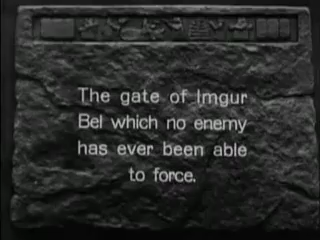 The gate of Imgur
Bel which no enemy
has ever been able
to force.